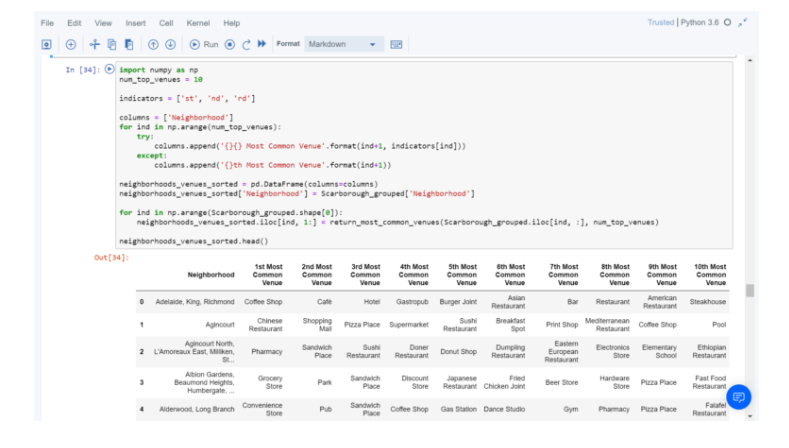 File Edit View Insert Cell Kernel Help Trusted | Python 3.6
Run Format Markdown
In [34]: import numpy as np
num_top_venues = 10
indicators = ['st', 'nd', 'rd']
columns = ['Neighborhood']
for ind in np.arange(num_top_venues):
try:
columns.append('{}{} Most Common Venue'.format(ind+1, indicators[ind]))
except:
columns.append('{}th Most Common Venue'.format(ind+1))
neighborhoods_venues_sorted = pd.DataFrame(columns=columns)
neighborhoods_venues_sorted['Neighborhood'] = Scarborough_grouped['Neighborhood']
for ind in np.arange(Scarborough_grouped.shape[0]):
neighborhoods_venues_sorted.iloc[ind, 1:] = return_most_common_venues(Scarborough_grouped.iloc[ind, :], num_top_venues)
neighborhoods_venues_sorted.head()
Out[34]:
Neighborhood 1st Most Common Venue 2nd Most Common Venue 3rd Most Common Venue 4th Most Common Venue 5th Most Common Venue 6th Most Common Venue 7th Most Common Venue 8th Most Common Venue 9th Most Common Venue 10th Most Common Venue
0 Adelaide, King, Richmond Coffee Shop Café Hotel Gastropub Burger Joint Asian Restaurant Bar Restaurant American Restaurant Steakhouse
1 Agincourt Chinese Restaurant Shopping Mall Pizza Place Supermarket Sushi Restaurant Breakfast Spot Print Shop Mediterranean Restaurant Coffee Shop Pool
2 Agincourt North, L'Amoreaux East, Milliken, St... Pharmacy Sandwich Place Sushi Restaurant Doner Restaurant Donut Shop Dumpling Restaurant Eastern European Restaurant Electronics Store Elementary School Ethiopian Restaurant
3 Albion Gardens, Beaumond Heights, Humbergate, ... Grocery Store Park Sandwich Place Discount Store Japanese Restaurant Fried Chicken Joint Beer Store Hardware Store Pizza Place Fast Food Restaurant
4 Alderwood, Long Branch Convenience Store Pub Sandwich Place Coffee Shop Gas Station Dance Studio Gym Pharmacy Pizza Place Falafel Restaurant